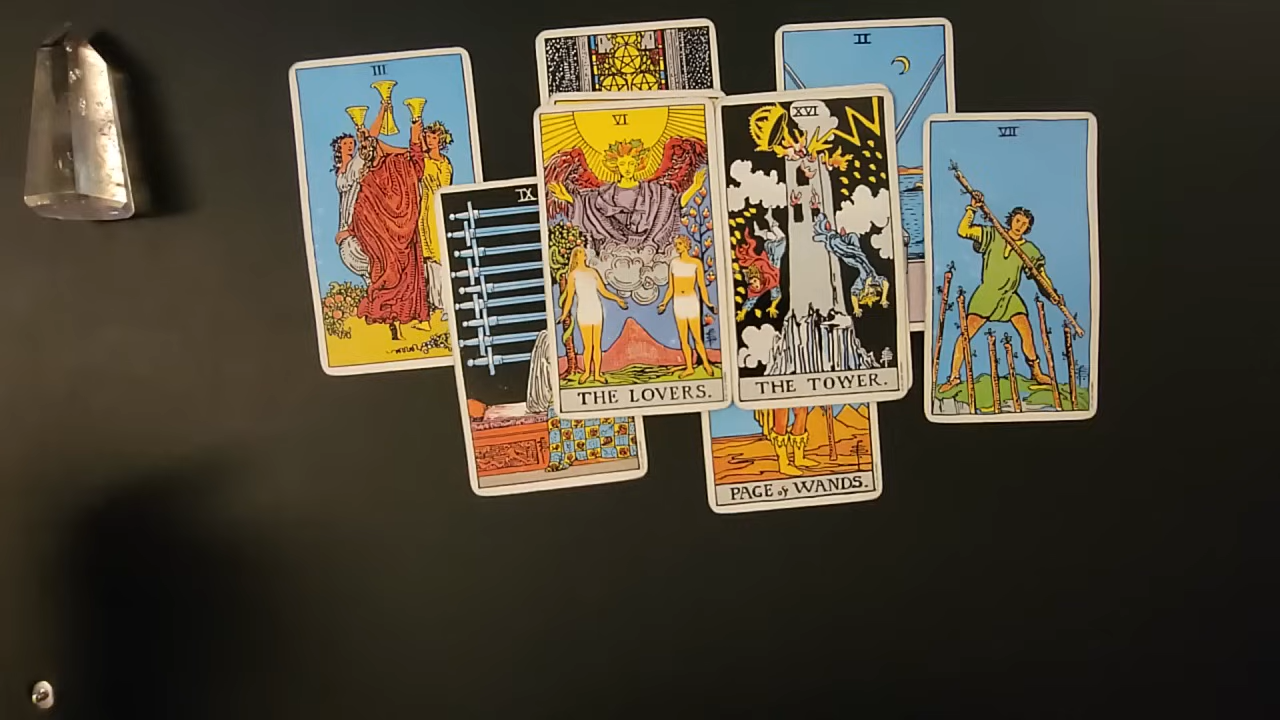 III
II
VI
XVI
VII
IX
THE LOVERS.
THE TOWER.
PAGE of WANDS.